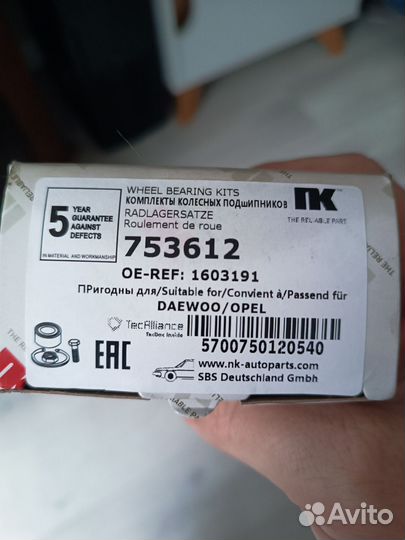 WHEEL BEARING KITS
КОМПЛЕКТЫ КОЛЕСНЫХ ПОДШИПНИКОВ/
RADLAGERSÄTZE
Roulement de roue
5 YEAR GUARANTEE AGAINST DEFECTS
IN MATERIAL AND WORKMANSHIP
NK
THE RELIABLE PART
753612
OE-REF: 1603191
ПРигодны для/Suitable for/Convient à/Passend für
DAEWOO/OPEL
TecAlliance
TecDoc Inside
EAC
5700750120540
www.nk-autoparts.com
SBS Deutschland Gmbh
Avito